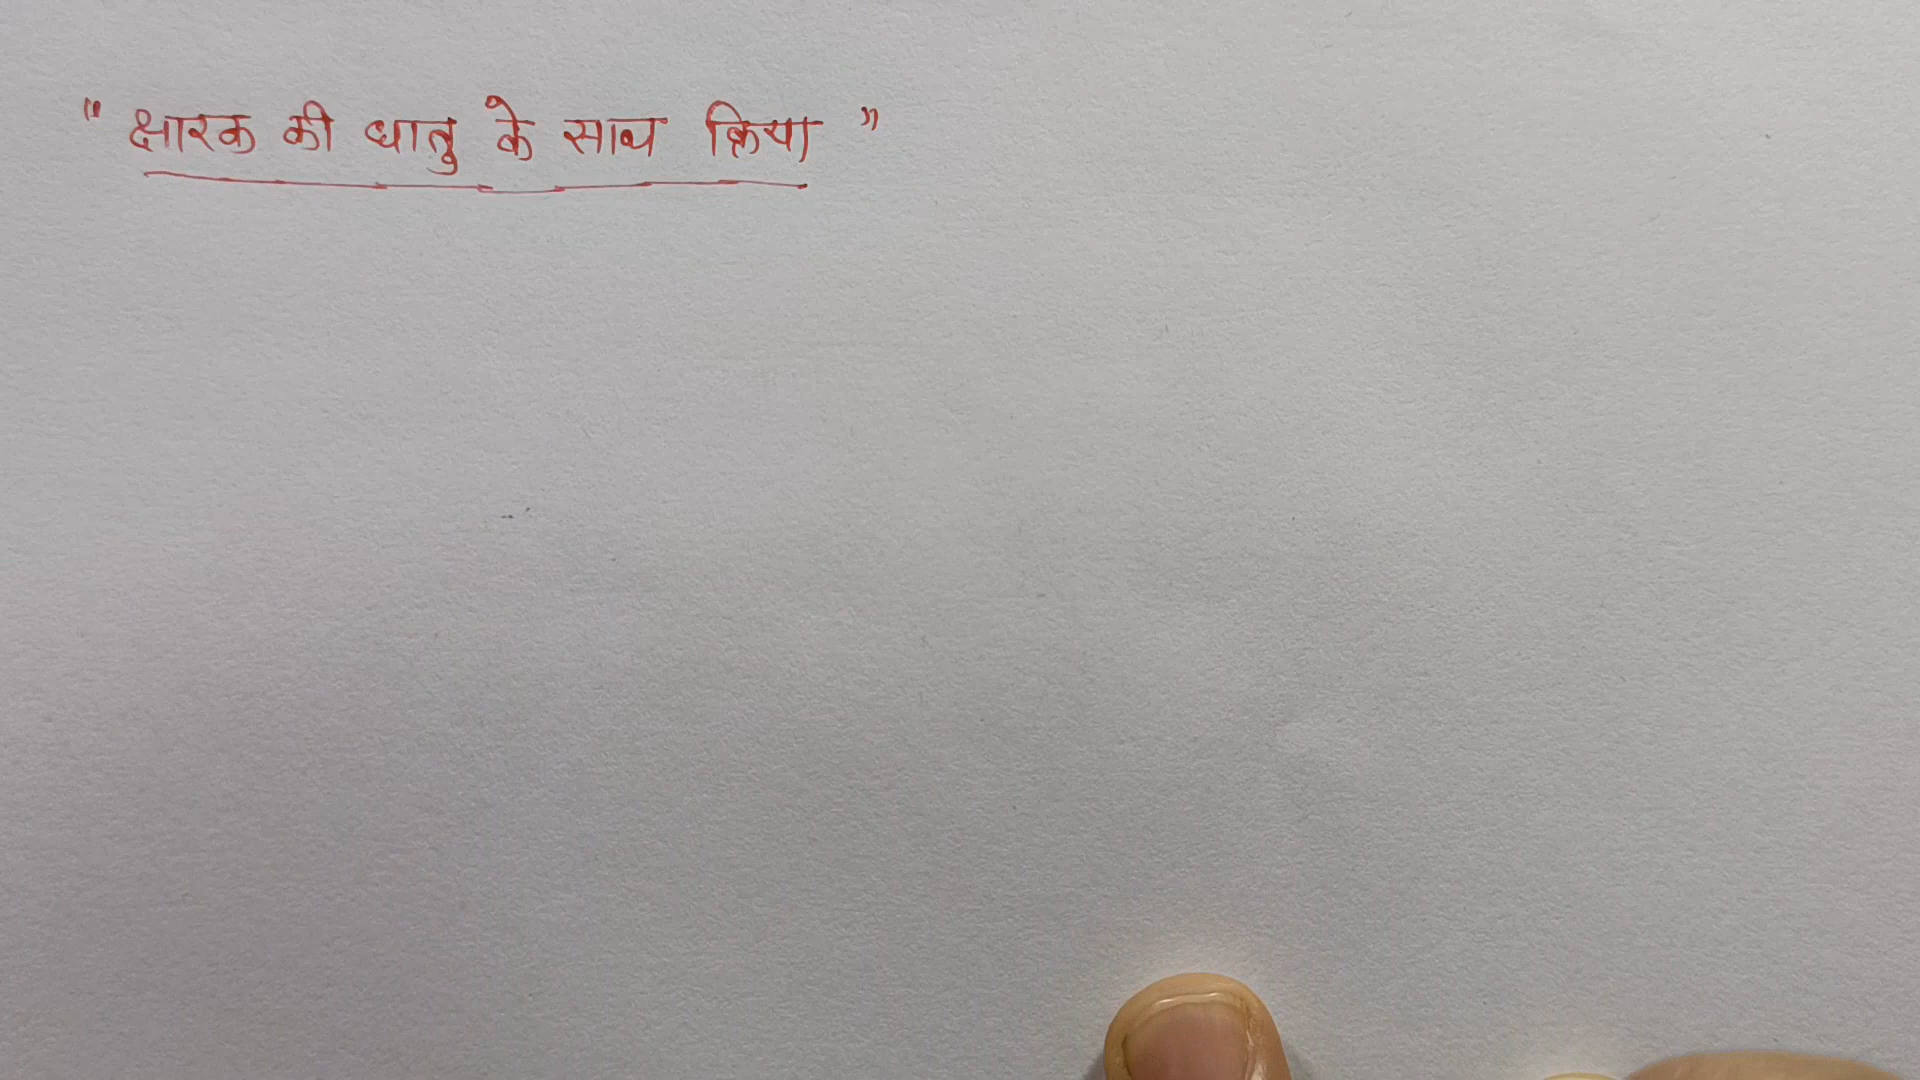 " क्षारक की धातु के साथ क्रिया "